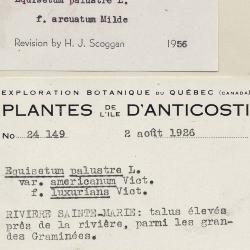 Equisetum palustre L.
f. arcuatum Milde
Revision by H. J. Scoggan 1956
EXPLORATION BOTANIQUE DU QUÉBEC (CANADA)
PLANTES DE L'ILE D'ANTICOSTI
No 24 149 2 août 1926
Equisetum palustre L.
var. americanum Vict.
f. luxurians Vict.
RIVIERE SAINTE-MARIE: talus élevés
près de la rivière, parmi les gran-
des Graminées.